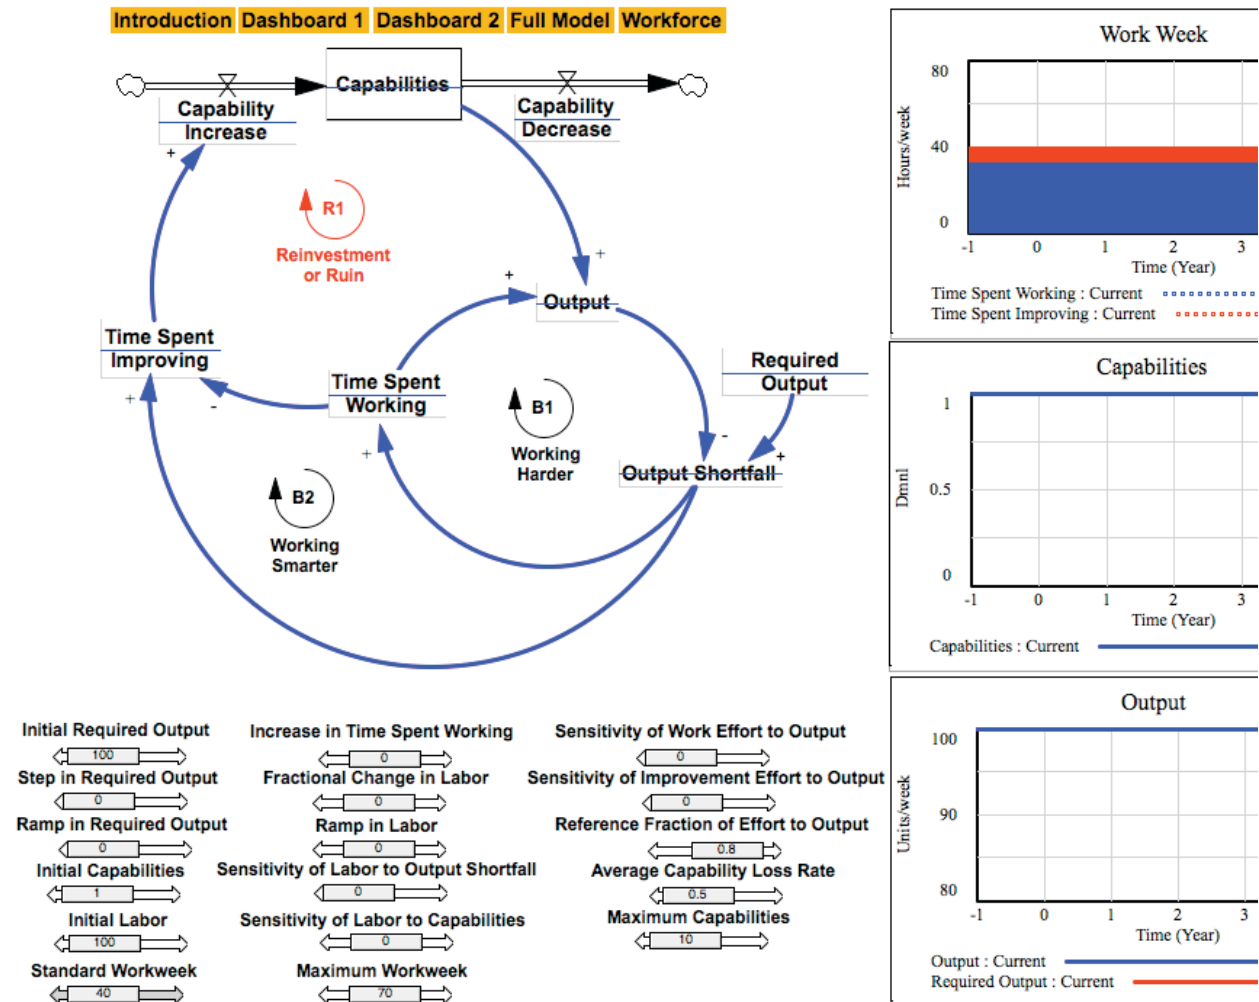 Introduction Dashboard 1 Dashboard 2 Full Model Workforce
Capabilities
Capability
Increase
Capability
Decrease
+
R1
Reinvestment
or Ruin
+
+
Output
Time Spent
Improving
Required
Output
Time Spent
Working
+
-
B1
-
Working
Harder
+
+
Output Shortfall
B2
Working
Smarter
Initial Required Output
100
Step in Required Output
0
Ramp in Required Output
0
Initial Capabilities
1
Initial Labor
100
Standard Workweek
40
Increase in Time Spent Working
0
Fractional Change in Labor
0
Ramp in Labor
0
Sensitivity of Labor to Output Shortfall
0
Sensitivity of Labor to Capabilities
0
Maximum Workweek
70
Sensitivity of Work Effort to Output
0
Sensitivity of Improvement Effort to Output
0
Reference Fraction of Effort to Output
0.8
Average Capability Loss Rate
0.5
Maximum Capabilities
10
Work Week
80
40
0
Hours/week
-1 0 1 2 3
Time (Year)
Time Spent Working : Current
Time Spent Improving : Current
Capabilities
1
0.5
0
Dmnl
-1 0 1 2 3
Time (Year)
Capabilities : Current
Output
100
90
80
Units/week
-1 0 1 2 3
Time (Year)
Output : Current
Required Output : Current